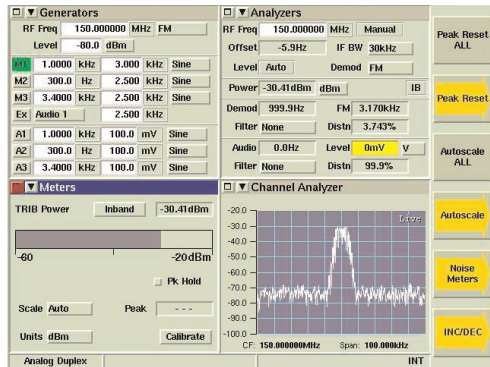 Generators
RF Freq 150.000000 MHz FM
Level -80.0 dBm
M1 1.0000 kHz 3.000 kHz Sine
M2 300.0 Hz 2.500 kHz Sine
M3 3.4000 kHz 2.500 kHz Sine
Ex Audio 1 2.500 kHz
A1 1.0000 kHz 100.0 mV Sine
A2 300.0 Hz 100.0 mV Sine
A3 3.4000 kHz 100.0 mV Sine
Analyzers
RF Freq 150.000000 MHz Manual
Offset -5.9Hz IF BW 30kHz
Level Auto Demod FM
Power -30.41dBm dBm IB
Demod 999.9Hz FM 3.170kHz
Filter None Distn 3.743%
Audio 0.0Hz Level 0mV V
Filter None Distn 99.9%
Meters
TRIB Power Inband -30.41dBm
-60 -20dBm
Pk Hold
Scale Auto Peak ---
Units dBm Calibrate
Channel Analyzer
Live
-20.0
-30.0
-40.0
-50.0
-60.0
-70.0
-80.0
-90.0
-100.0
CF: 150.000000MHz Span: 100.000kHz
Peak Reset
ALL
Peak Reset
Autoscale
ALL
Autoscale
Noise
Meters
INC/DEC
Analog Duplex INT